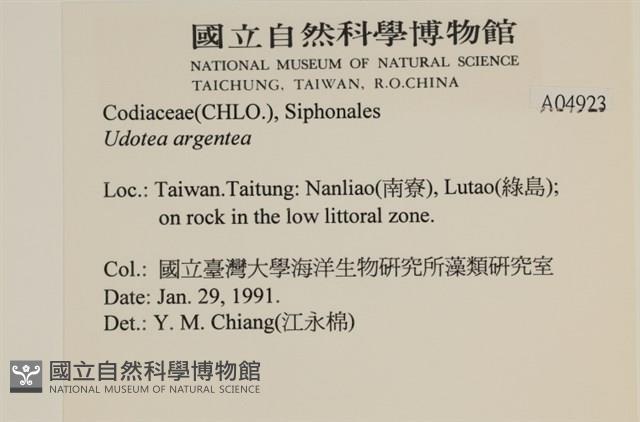 國立自然科學博物館
NATIONAL MUSEUM OF NATURAL SCIENCE
TAICHUNG, TAIWAN, R.O.CHINA
A04923
Codiaceae(CHLO.), Siphonales
Udotea argentea
Loc.: Taiwan.Taitung: Nanliao(南寮), Lutao(綠島);
on rock in the low littoral zone.
Col.: 國立臺灣大學海洋生物研究所藻類研究室
Date: Jan. 29, 1991.
Det.: Y. M. Chiang(江永棉)
國立自然科學博物館
NATIONAL MUSEUM OF NATURAL SCIENCE